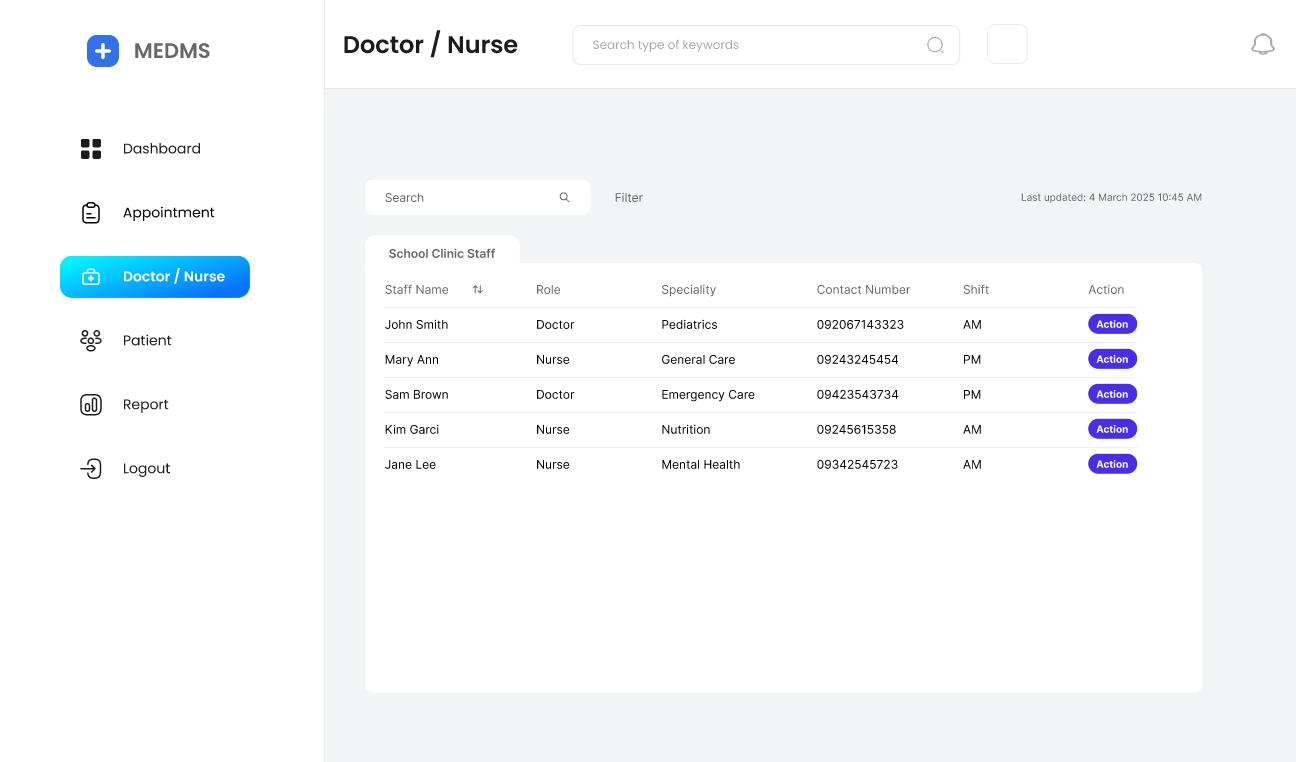 MEDMS
Doctor / Nurse
Search type of keywords
Dashboard
Appointment
Doctor / Nurse
Patient
Report
Logout
Search
Filter
Last updated: 4 March 2025 10:45 AM
School Clinic Staff
Staff Name Role Speciality Contact Number Shift Action
John Smith Doctor Pediatrics 092067143323 AM Action
Mary Ann Nurse General Care 09243245454 PM Action
Sam Brown Doctor Emergency Care 09423543734 PM Action
Kim Garci Nurse Nutrition 09245615358 AM Action
Jane Lee Nurse Mental Health 09342545723 AM Action